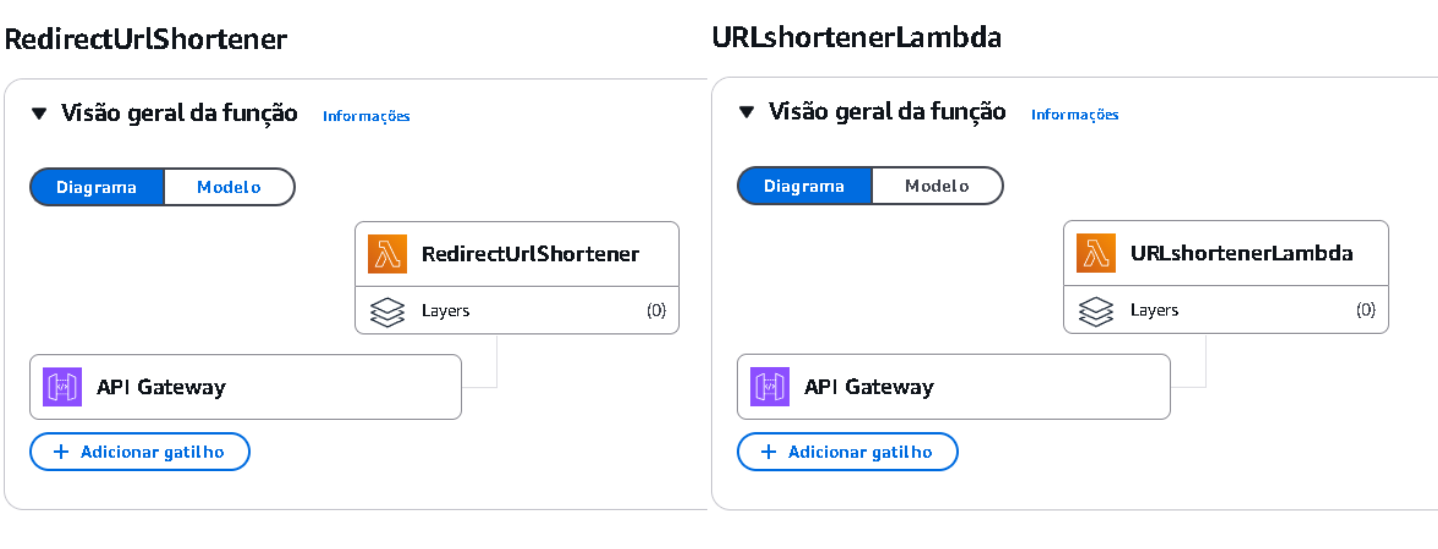 RedirectUrlShortener
Visão geral da função Informações
Diagrama Modelo
RedirectUrlShortener
Layers (0)
API Gateway
+ Adicionar gatilho
URLshortenerLambda
Visão geral da função Informações
Diagrama Modelo
URLshortenerLambda
Layers (0)
API Gateway
+ Adicionar gatilho